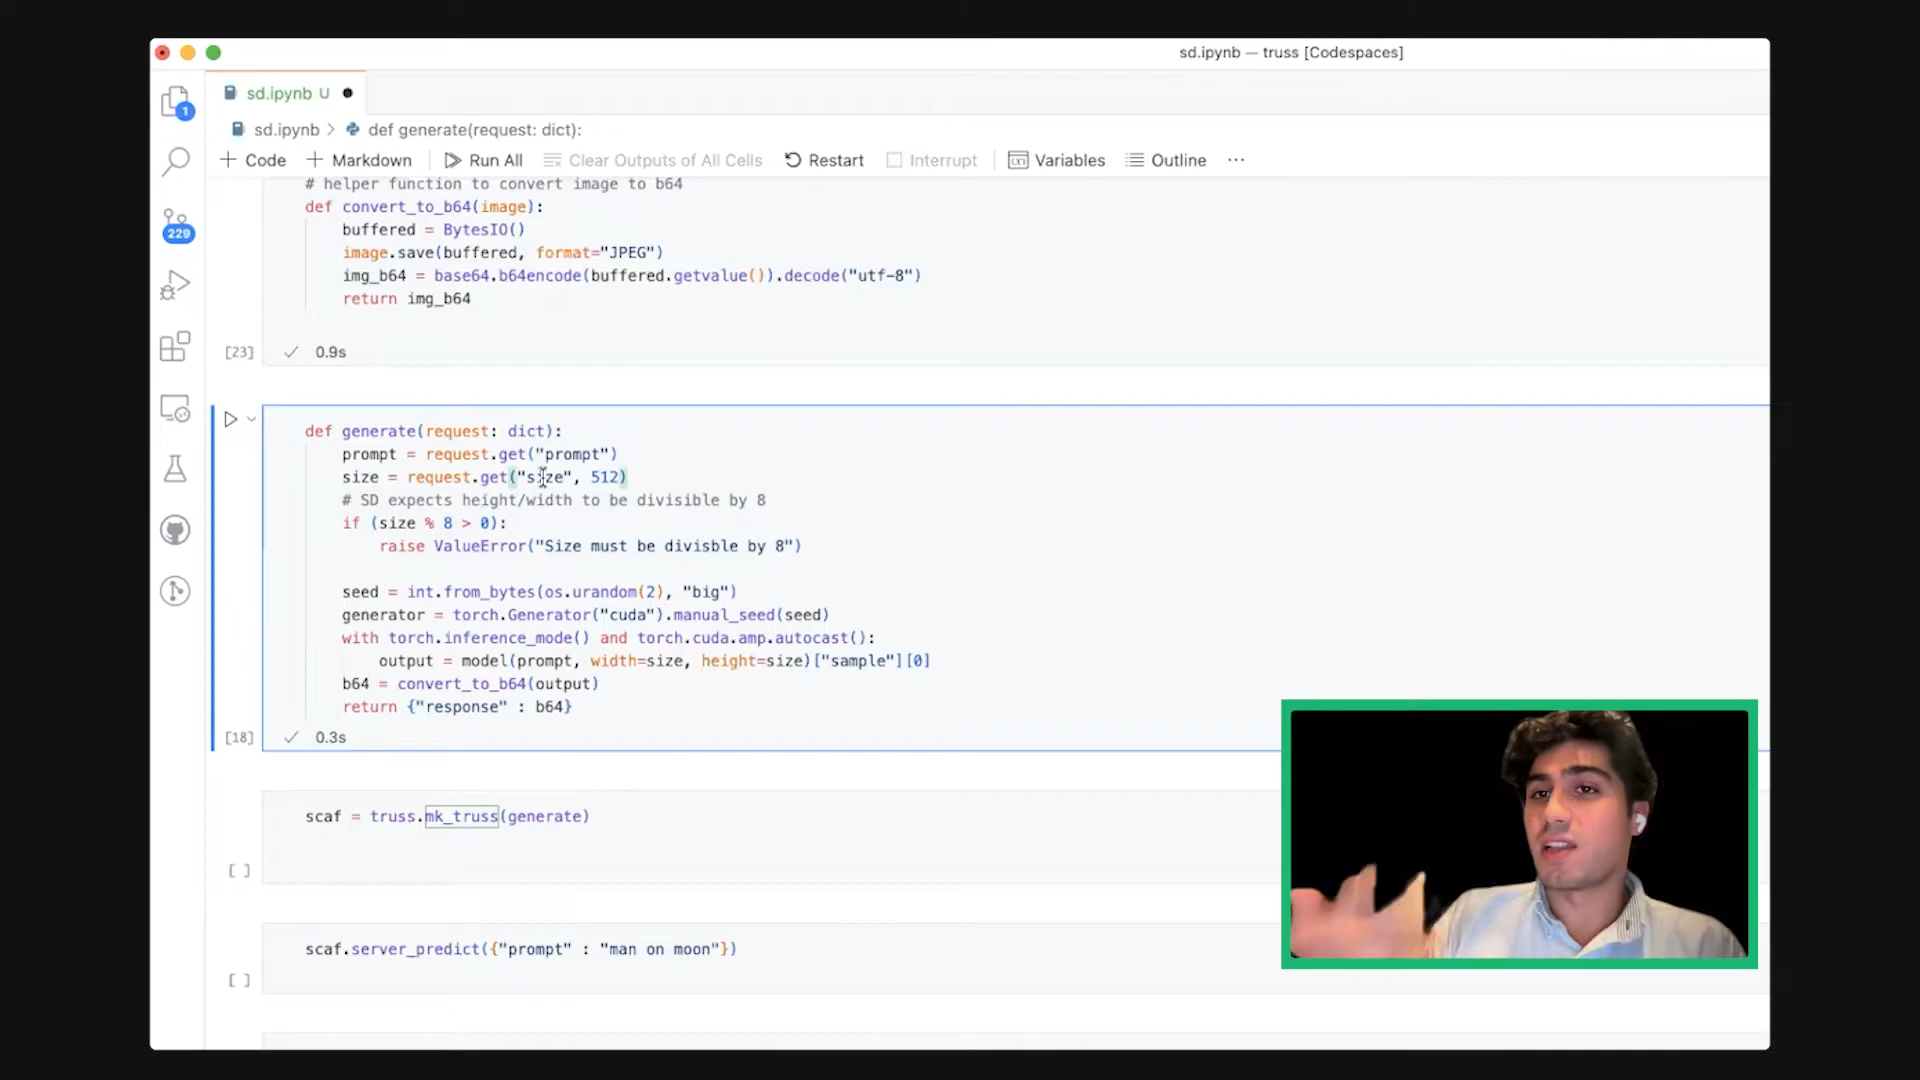 sd.ipynb — truss [Codespaces]
sd.ipynb U
1
sd.ipynb > def generate(request: dict):
+ Code + Markdown Run All Clear Outputs of All Cells Restart Interrupt Variables Outline ...
229
# helper function to convert image to b64
def convert_to_b64(image):
buffered = BytesIO()
image.save(buffered, format="JPEG")
img_b64 = base64.b64encode(buffered.getvalue()).decode("utf-8")
return img_b64
[23] ✓ 0.9s
def generate(request: dict):
prompt = request.get("prompt")
size = request.get("size", 512)
# SD expects height/width to be divisible by 8
if (size % 8 > 0):
raise ValueError("Size must be divisble by 8")
seed = int.from_bytes(os.urandom(2), "big")
generator = torch.Generator("cuda").manual_seed(seed)
with torch.inference_mode() and torch.cuda.amp.autocast():
output = model(prompt, width=size, height=size)["sample"][0]
b64 = convert_to_b64(output)
return {"response" : b64}
[18] ✓ 0.3s
scaf = truss.mk_truss(generate)
[ ]
scaf.server_predict({"prompt" : "man on moon"})
[ ]